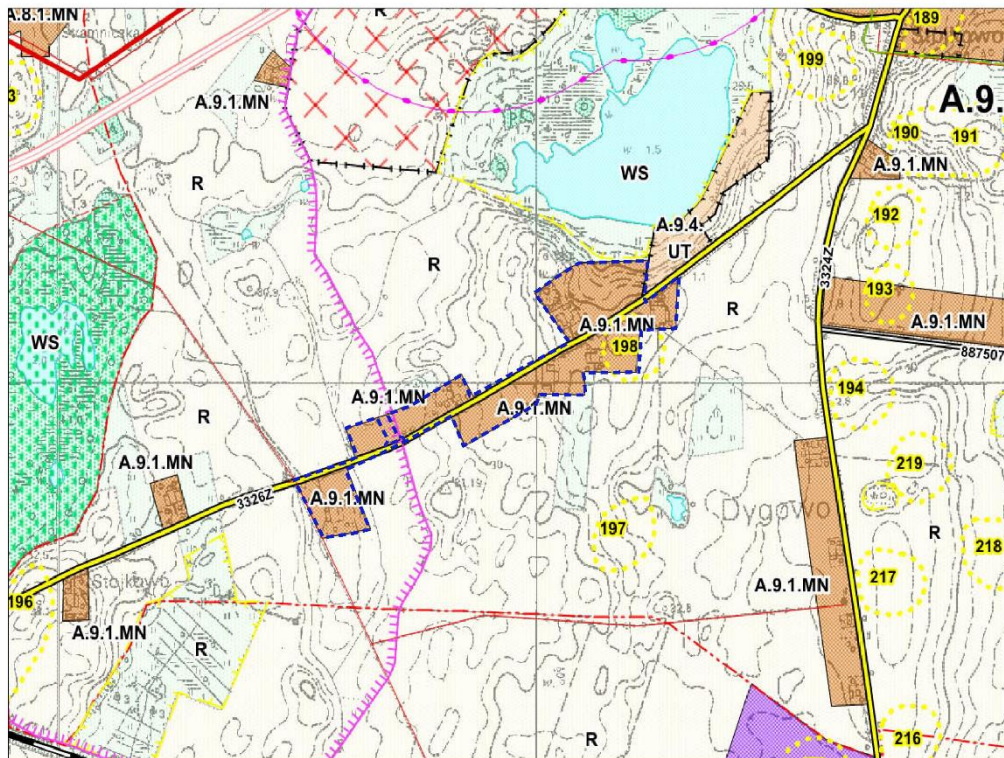 A.8.1.MN
Stramniczka
R
189
199
3
A.9.1.MN
A.9.
190
191
A.9.1.MN
R
WS
192
A.9.4.
UT
R
3324Z
193
A.9.1.MN
R
A.9.1.MN
198
WS
887507
A.9.1.MN
194
R
A.9.1.MN
A.9.1.MN
219
A.9.1.MN
3326Z
Dygowo
197
R
218
Stojkowo
217
A.9.1.MN
196
A.9.1.MN
R
R
216